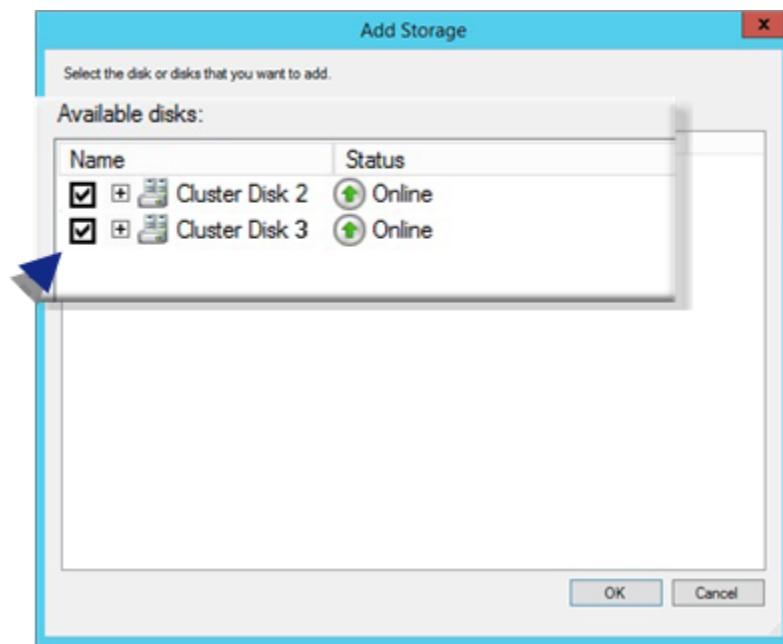 Add Storage
x
Select the disk or disks that you want to add.
Available disks:
Name Status
Cluster Disk 2 Online
Cluster Disk 3 Online
OK Cancel